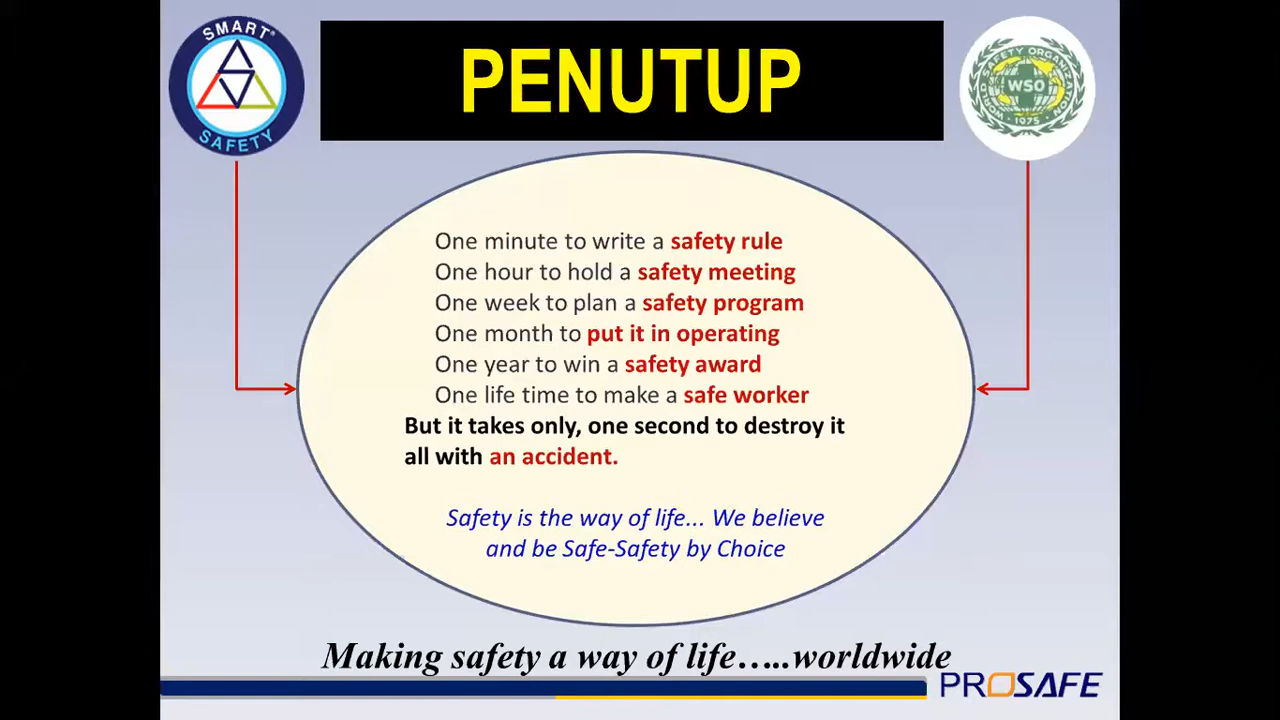 SMART®
SAFETY
PENUTUP
WORLD SAFETY ORGANIZATION
WSO
1975
One minute to write a safety rule
One hour to hold a safety meeting
One week to plan a safety program
One month to put it in operating
One year to win a safety award
One life time to make a safe worker
But it takes only, one second to destroy it
all with an accident.
Safety is the way of life... We believe
and be Safe-Safety by Choice
Making safety a way of life…..worldwide
PROSAFE